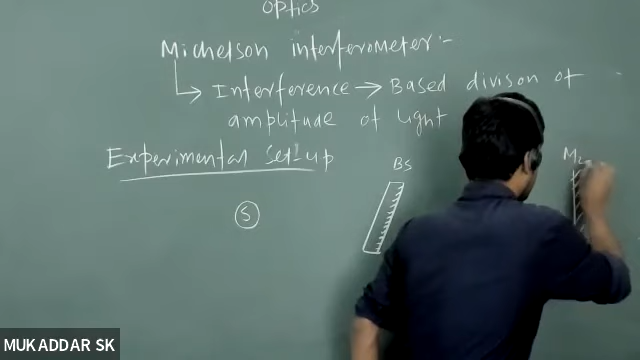 optics
Michelson interferometer:-
Interference → Based divison of
amplitude of light
Experimental Set up
BS
M2
S
MUKADDAR SK